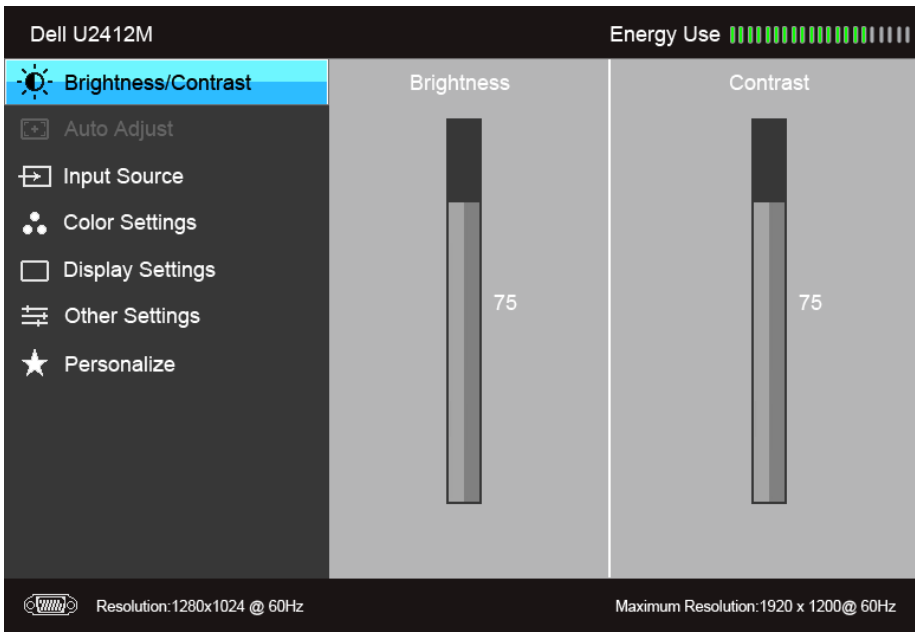 Dell U2412M
Energy Use
Brightness/Contrast
Auto Adjust
Input Source
Color Settings
Display Settings
Other Settings
Personalize
Brightness
75
Contrast
75
Resolution:1280x1024 @ 60Hz
Maximum Resolution:1920 x 1200@ 60Hz